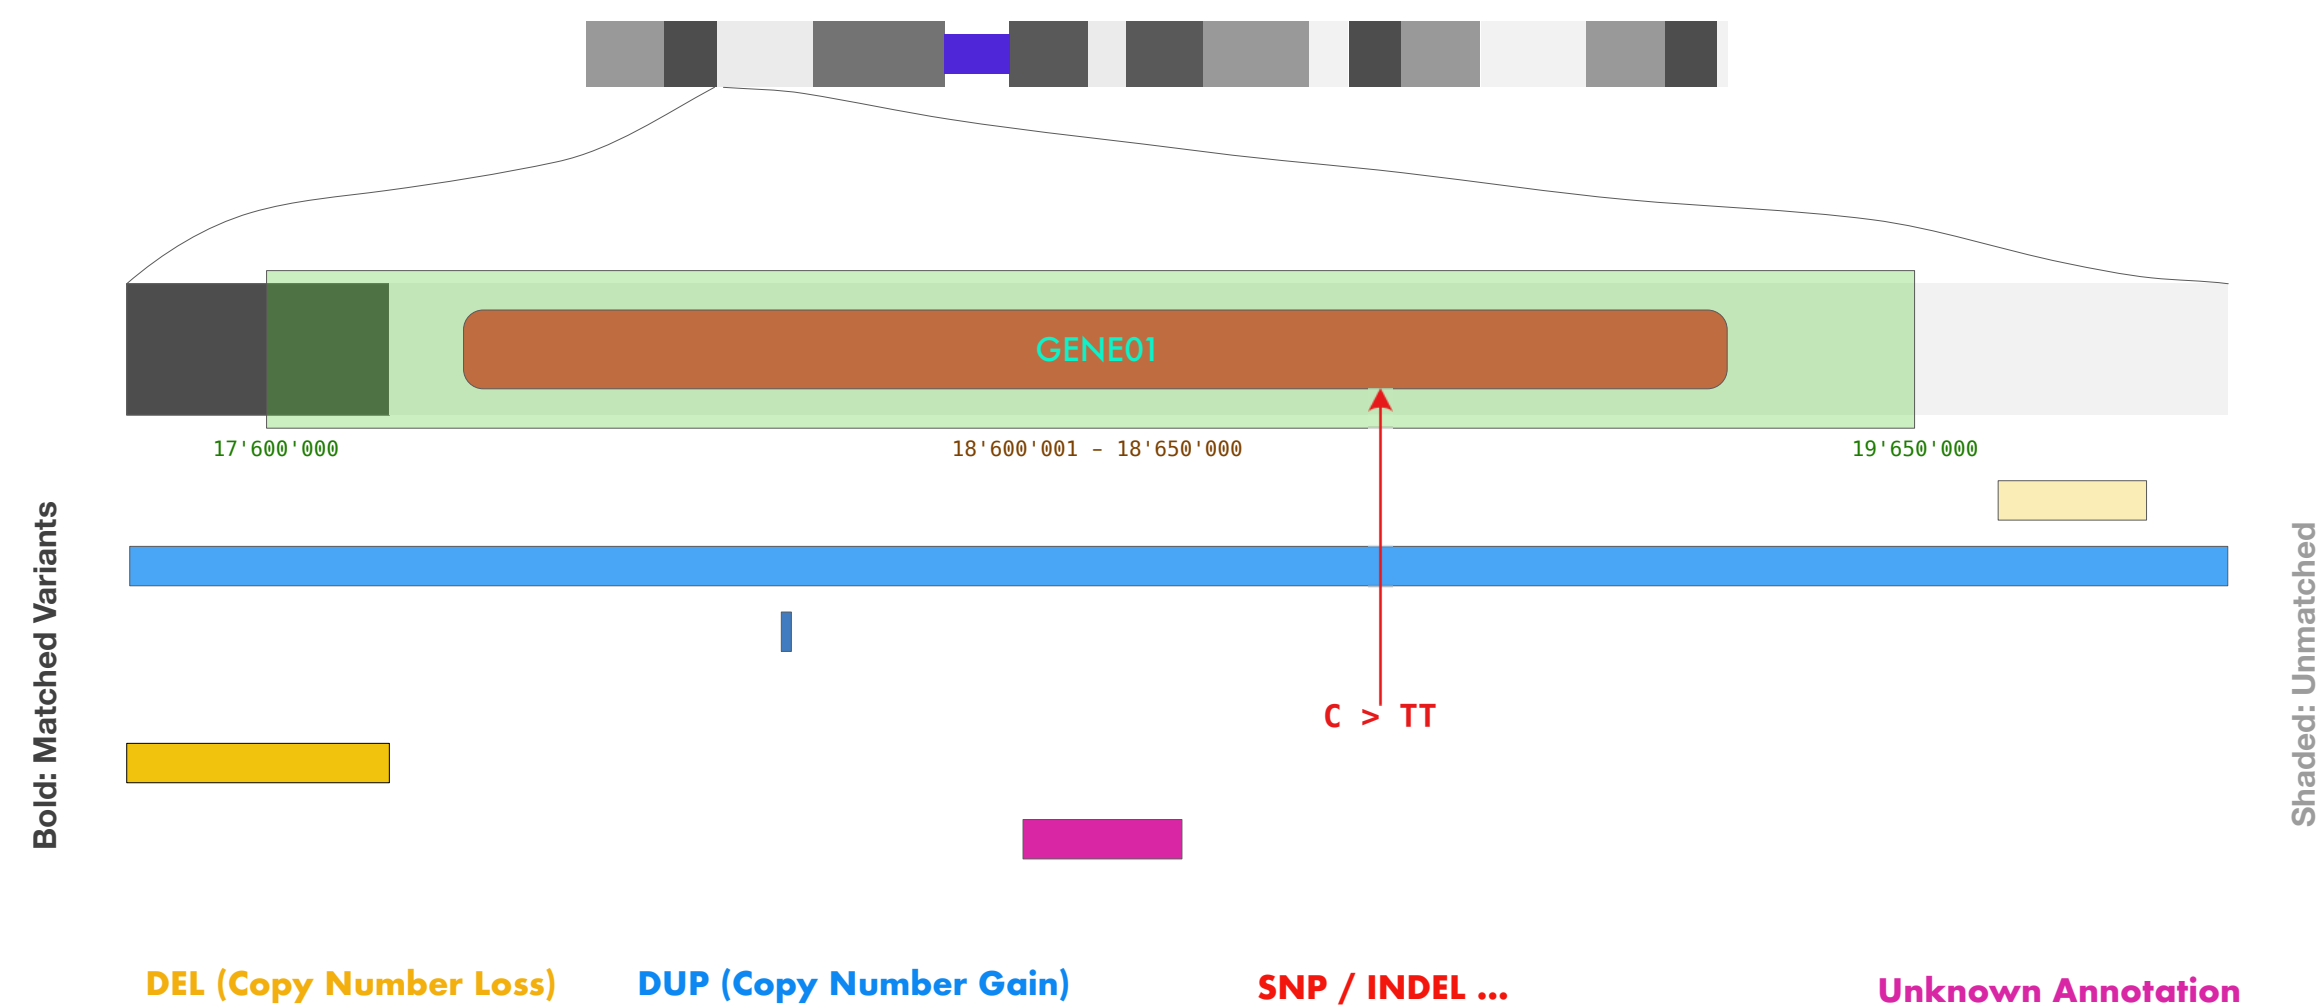 GENE01
17'600'000
18'600'001 - 18'650'000
19'650'000
Bold: Matched Variants
Shaded: Unmatched
C > TT
DEL (Copy Number Loss)
DUP (Copy Number Gain)
SNP / INDEL ...
Unknown Annotation